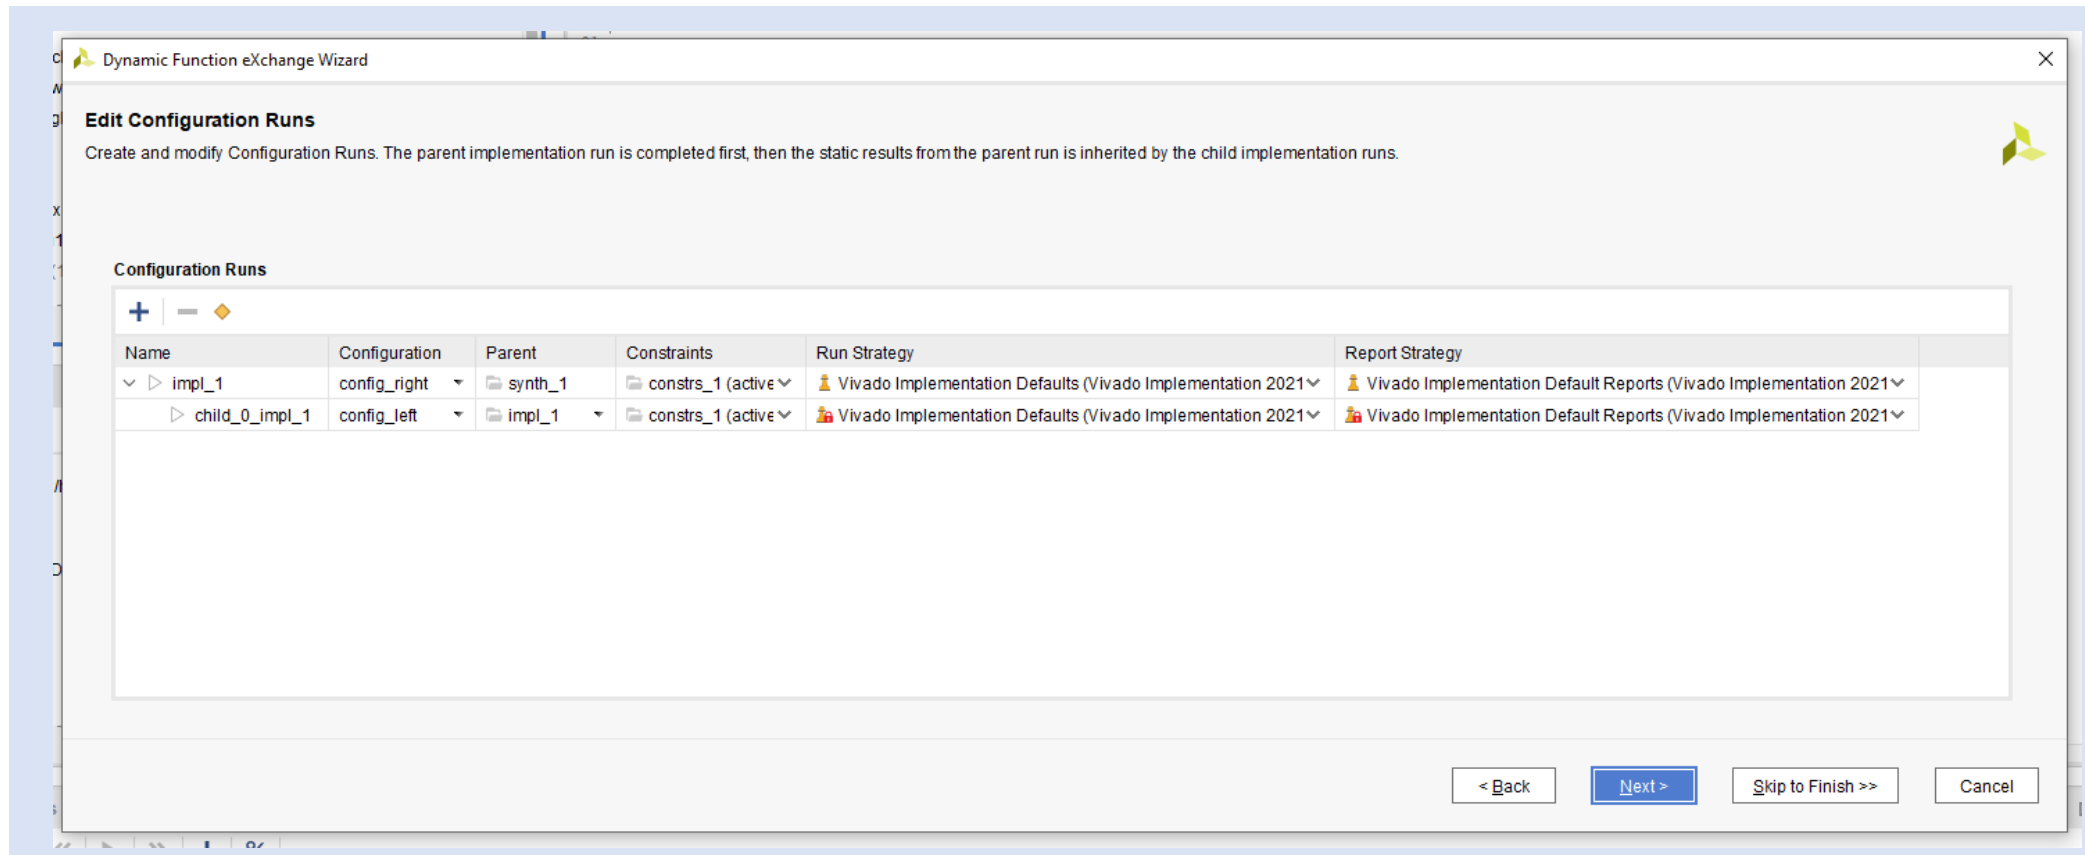 Dynamic Function eXchange Wizard
Edit Configuration Runs
Create and modify Configuration Runs. The parent implementation run is completed first, then the static results from the parent run is inherited by the child implementation runs.
Configuration Runs
Name Configuration Parent Constraints Run Strategy Report Strategy
impl_1 config_right synth_1 constrs_1 (active Vivado Implementation Defaults (Vivado Implementation 2021 Vivado Implementation Default Reports (Vivado Implementation 2021
child_0_impl_1 config_left impl_1 constrs_1 (active Vivado Implementation Defaults (Vivado Implementation 2021 Vivado Implementation Default Reports (Vivado Implementation 2021
< Back Next > Skip to Finish >> Cancel